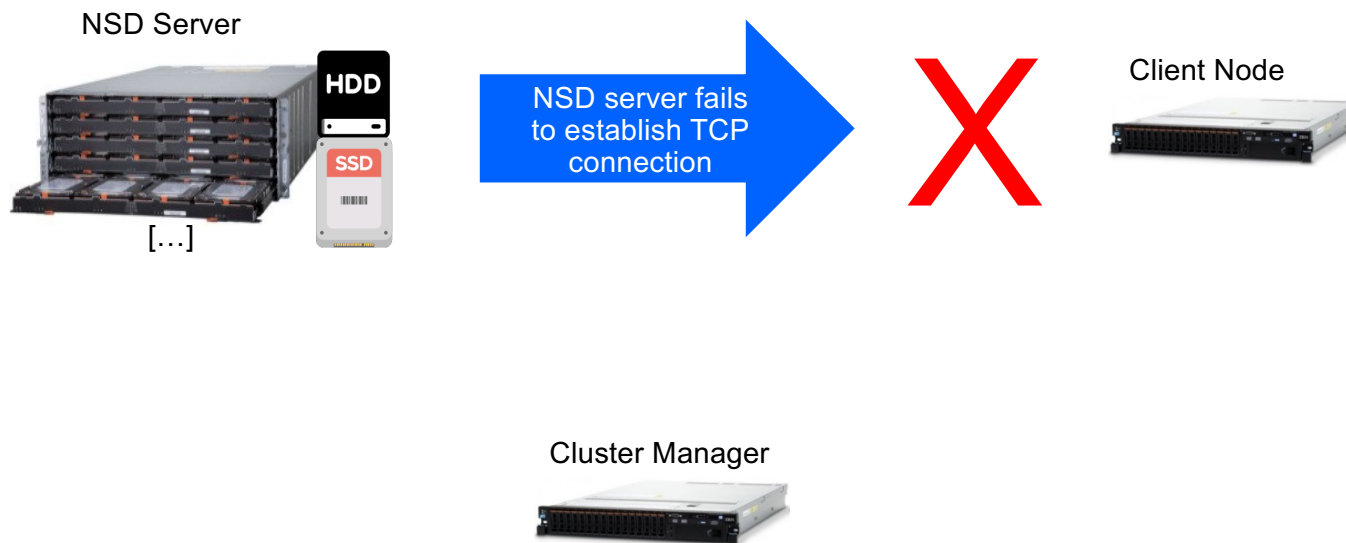 NSD Server
HDD
SSD
[...]
NSD server fails
to establish TCP
connection
X
Client Node
Cluster Manager